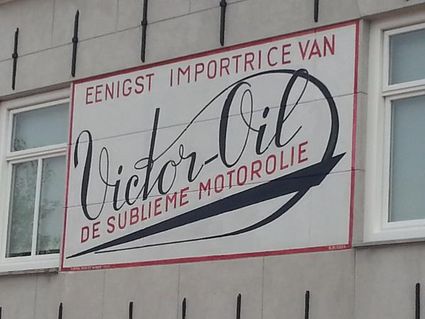 EENIGST IMPORTRICE VAN
Victor-Oil
DE SUBLIEME MOTOROLIE